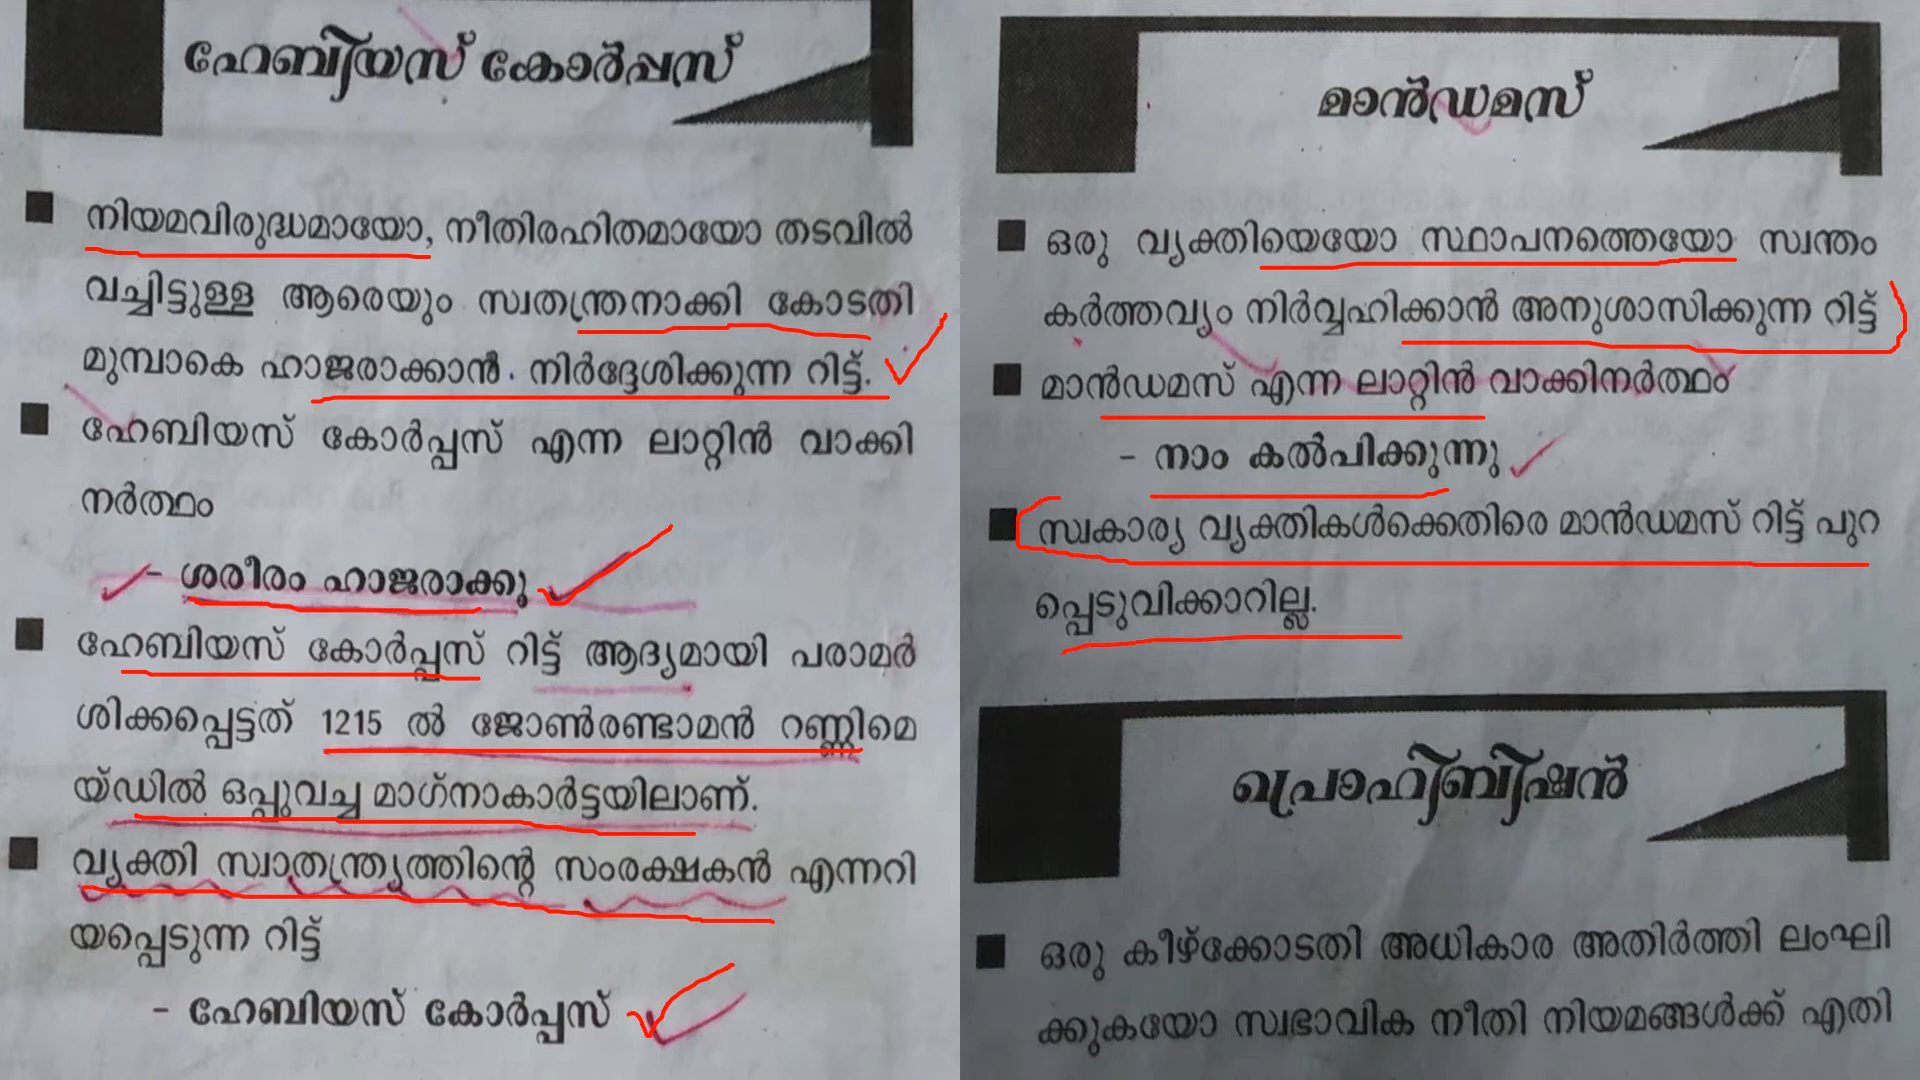 ഹേബിയസ് കോർപ്പസ്
നിയമവിരുദ്ധമായോ, നീതിരഹിതമായോ തടവിൽ
വച്ചിട്ടുള്ള ആരെയും സ്വതന്ത്രനാക്കി കോടതി
മുമ്പാകെ ഹാജരാക്കാൻ നിർദ്ദേശിക്കുന്ന റിട്ട്.
ഹേബിയസ് കോർപ്പസ് എന്ന ലാറ്റിൻ വാക്കി
നർത്ഥം
- ശരീരം ഹാജരാക്കൂ
ഹേബിയസ് കോർപ്പസ് റിട്ട് ആദ്യമായി പരാമർ
ശിക്കപ്പെട്ടത് 1215 ൽ ജോൺരണ്ടാമൻ റണ്ണിമെ
യ്ഡിൽ ഒപ്പുവച്ച മാഗ്നാകാർട്ടയിലാണ്.
വ്യക്തി സ്വാതന്ത്ര്യത്തിന്റെ സംരക്ഷകൻ എന്നറി
യപ്പെടുന്ന റിട്ട്
- ഹേബിയസ് കോർപ്പസ്
മാൻഡമസ്
ഒരു വ്യക്തിയെയോ സ്ഥാപനത്തെയോ സ്വന്തം
കർത്തവ്യം നിർവ്വഹിക്കാൻ അനുശാസിക്കുന്ന റിട്ട്
മാൻഡമസ് എന്ന ലാറ്റിൻ വാക്കിനർത്ഥം
- നാം കൽപിക്കുന്നു
സ്വകാര്യ വ്യക്തികൾക്കെതിരെ മാൻഡമസ് റിട്ട് പുറ
പ്പെടുവിക്കാറില്ല.
പ്രൊഹിബിഷൻ
ഒരു കീഴ്ക്കോടതി അധികാര അതിർത്തി ലംഘി
ക്കുകയോ സ്വഭാവിക നീതി നിയമങ്ങൾക്ക് എതി